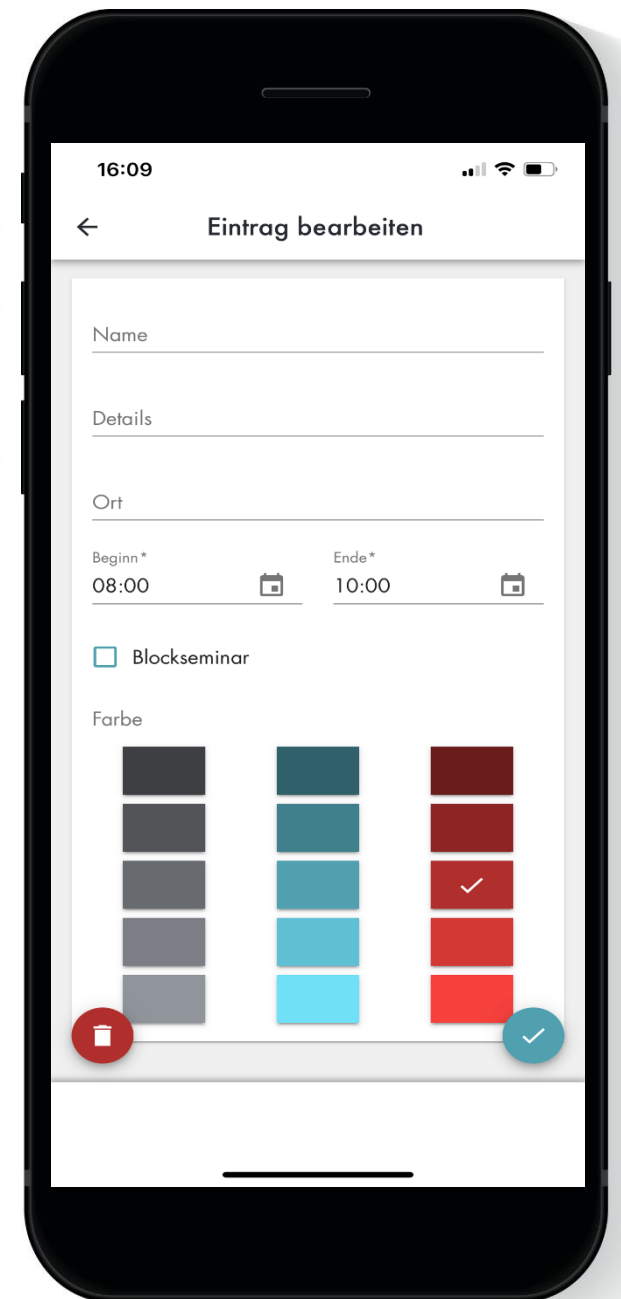 16:09
Eintrag bearbeiten
Name
Details
Ort
Beginn* Ende*
08:00 10:00
Blockseminar
Farbe